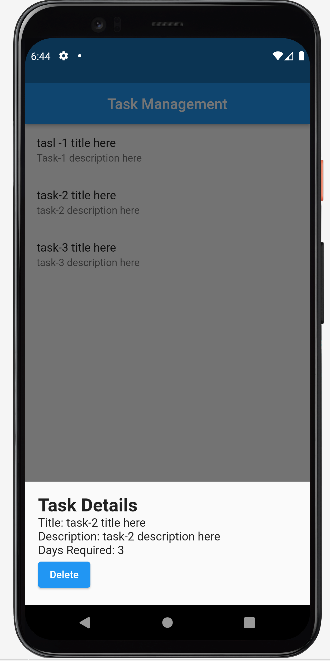 6:44
Task Management
tasl -1 title here
Task-1 description here
task-2 title here
task-2 description here
task-3 title here
task-3 description here
Task Details
Title: task-2 title here
Description: task-2 description here
Days Required: 3
Delete